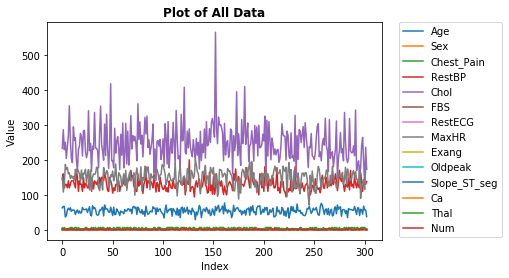 Plot of All Data
500
400
300
200
100
0
Value
0
50
100
150
200
250
300
Index
Age
Sex
Chest_Pain
RestBP
Chol
FBS
RestECG
MaxHR
Exang
Oldpeak
Slope_ST_seg
Ca
Thal
Num